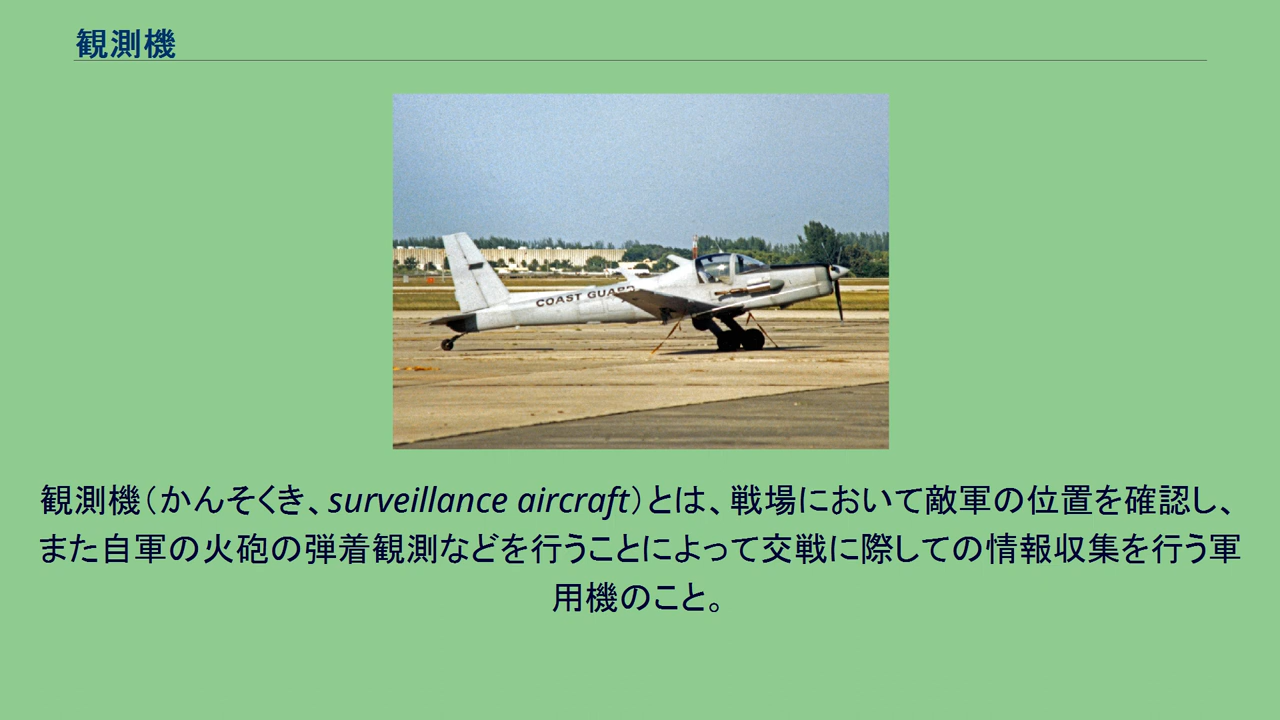 観測機
COAST GUARD
観測機(かんそくき、surveillance aircraft)とは、戦場において敵軍の位置を確認し、
また自軍の火砲の弾着観測などを行うことによって交戦に際しての情報収集を行う軍
用機のこと。